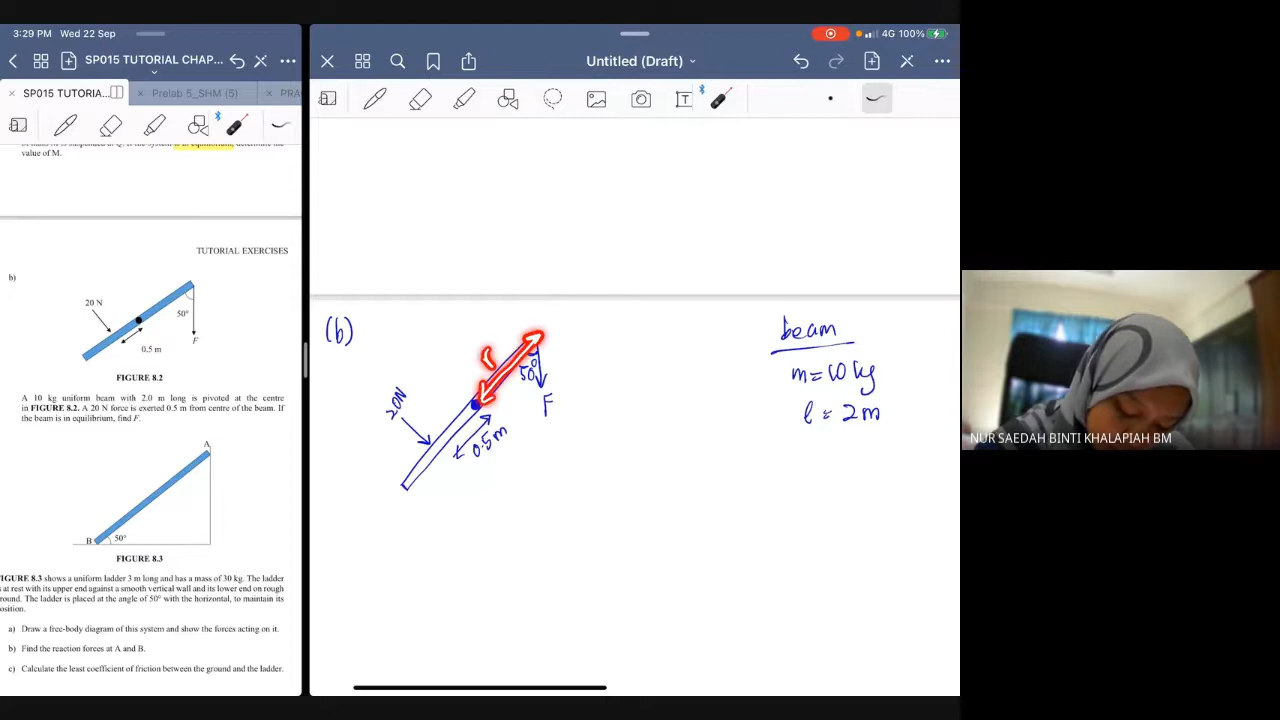 3:29 PM Wed 22 Sep
SP015 TUTORIAL CHAP...
SP015 TUTORIA...
Prelab 5_SHM (5)
PRA
value of M.
TUTORIAL EXERCISES
b)
20 N
50°
F
0.5 m
FIGURE 8.2
A 10 kg uniform beam with 2.0 m long is pivoted at the centre
in FIGURE 8.2. A 20 N force is exerted 0.5 m from centre of the beam. If
the beam is in equilibrium, find F.
A
B
50°
FIGURE 8.3
IGURE 8.3 shows a uniform ladder 3 m long and has a mass of 30 kg. The ladder
s at rest with its upper end against a smooth vertical wall and its lower end on rough
round. The ladder is placed at the angle of 50° with the horizontal, to maintain its
osition.
a) Draw a free-body diagram of this system and show the forces acting on it.
b) Find the reaction forces at A and B.
c) Calculate the least coefficient of friction between the ground and the ladder.
4G 100%
Untitled (Draft)
T
(b)
20N
50°
F
0.5m
beam
m = 10 kg
l = 2m
NUR SAEDAH BINTI KHALAPIAH BM